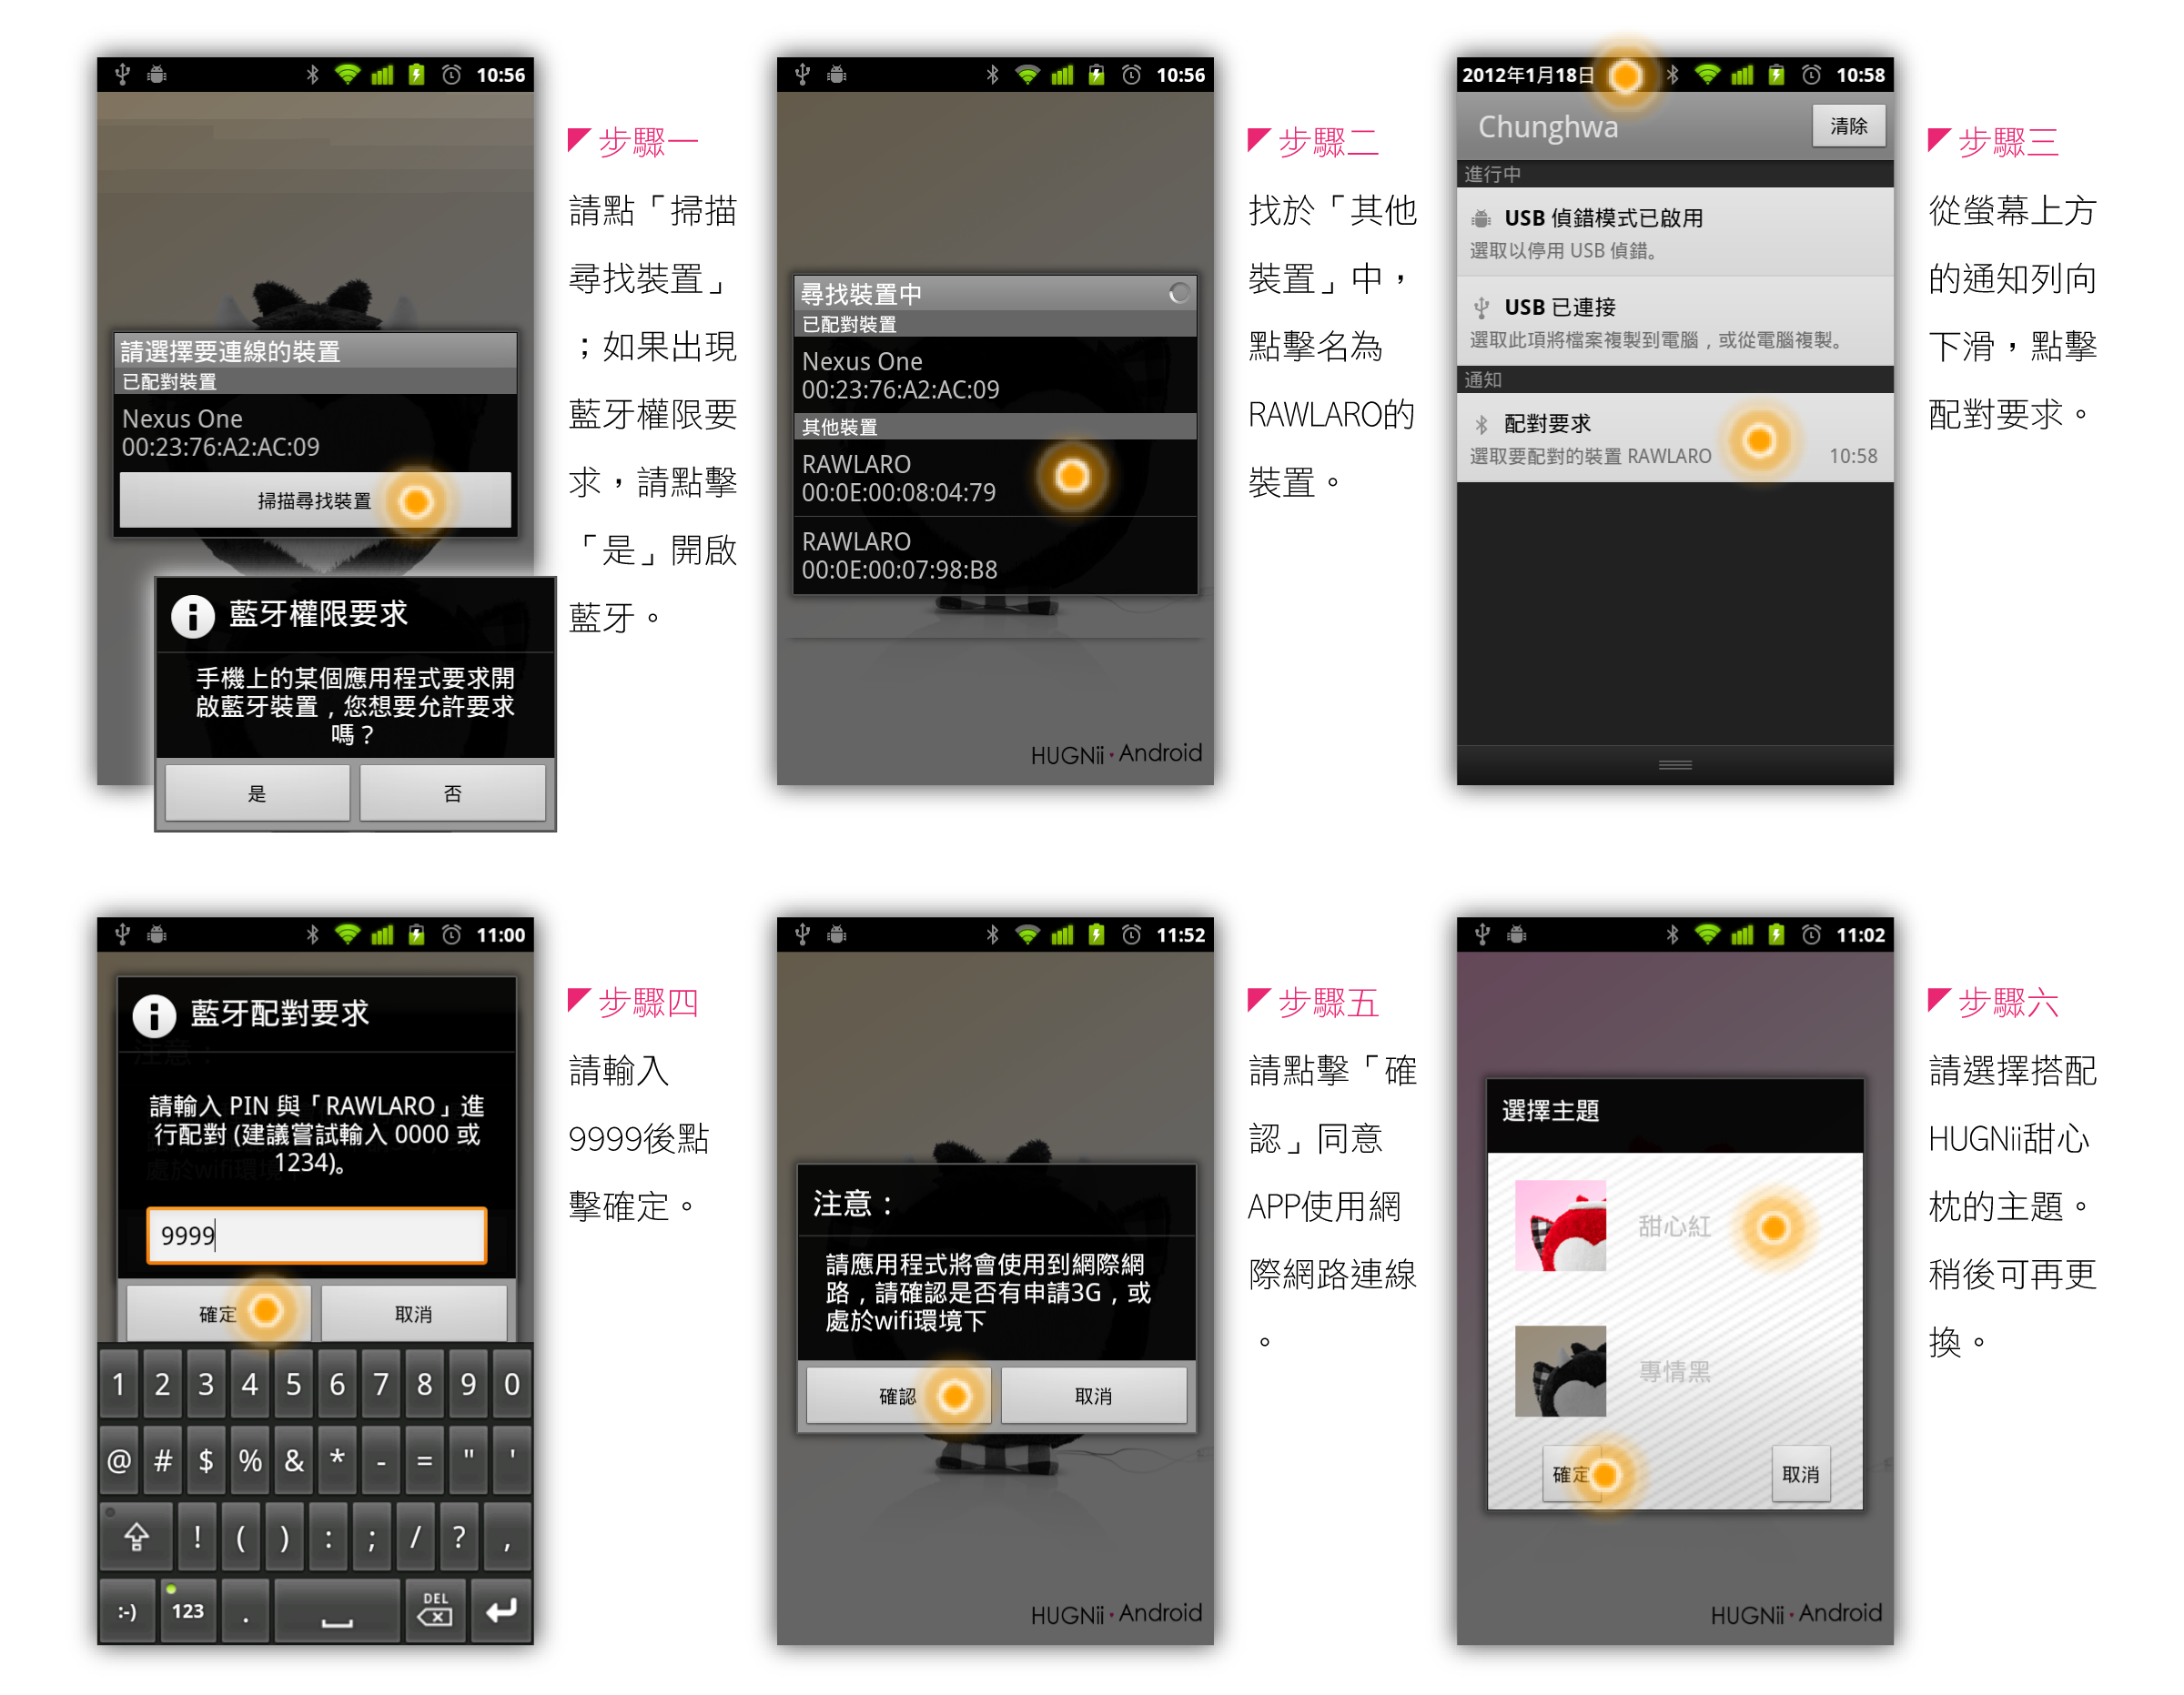 10:56
請選擇要連線的裝置
已配對裝置
Nexus One
00:23:76:A2:AC:09
掃描尋找裝置
藍牙權限要求
手機上的某個應用程式要求開
啟藍牙裝置，您想要允許要求
嗎？
是
否
步驟一
請點「掃描
尋找裝置」
；如果出現
藍牙權限要
求，請點擊
「是」開啟
藍牙。
10:56
尋找裝置中
已配對裝置
Nexus One
00:23:76:A2:AC:09
其他裝置
RAWLARO
00:0E:00:08:04:79
RAWLARO
00:0E:00:07:98:B8
HUGNii·Android
步驟二
找於「其他
裝置」中，
點擊名為
RAWLARO的
裝置。
2012年1月18日
10:58
Chunghwa
清除
進行中
USB 偵錯模式已啟用
選取以停用 USB 偵錯。
USB 已連接
選取此項將檔案複製到電腦，或從電腦複製。
通知
配對要求
選取要配對的裝置 RAWLARO
10:58
步驟三
從螢幕上方
的通知列向
下滑，點擊
配對要求。
11:00
藍牙配對要求
注意：
請輸入 PIN 與「RAWLARO」進
行配對 (建議嘗試輸入 0000 或
1234)。
處於wifi環境下
9999
確定
取消
1 2 3 4 5 6 7 8 9 0
@ # $ % & * - = " '
! ( ) : ; / ? ,
:-) 123 . DEL
步驟四
請輸入
9999後點
擊確定。
11:52
注意：
請應用程式將會使用到網際網
路，請確認是否有申請3G，或
處於wifi環境下
確認
取消
HUGNii·Android
步驟五
請點擊「確
認」同意
APP使用網
際網路連線
。
11:02
選擇主題
甜心紅
專情黑
確定
取消
HUGNii·Android
步驟六
請選擇搭配
HUGNii甜心
枕的主題。
稍後可再更
換。